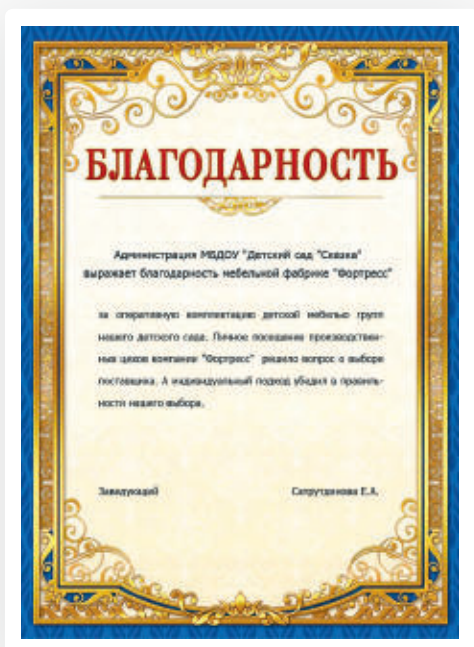 БЛАГОДАРНОСТЬ
Администрация МБДОУ "Детский сад "Сказка"
выражает благодарность мебельной фабрике "Фортресс"
за оперативную комплектацию детской мебелью групп
нашего детского сада. Личное посещение производствен-
ных цехов компании "Фортресс" решило вопрос о выборе
поставщика. А индивидуальный подход убедил в правиль-
ности нашего выбора.
Заведующий Е.А.